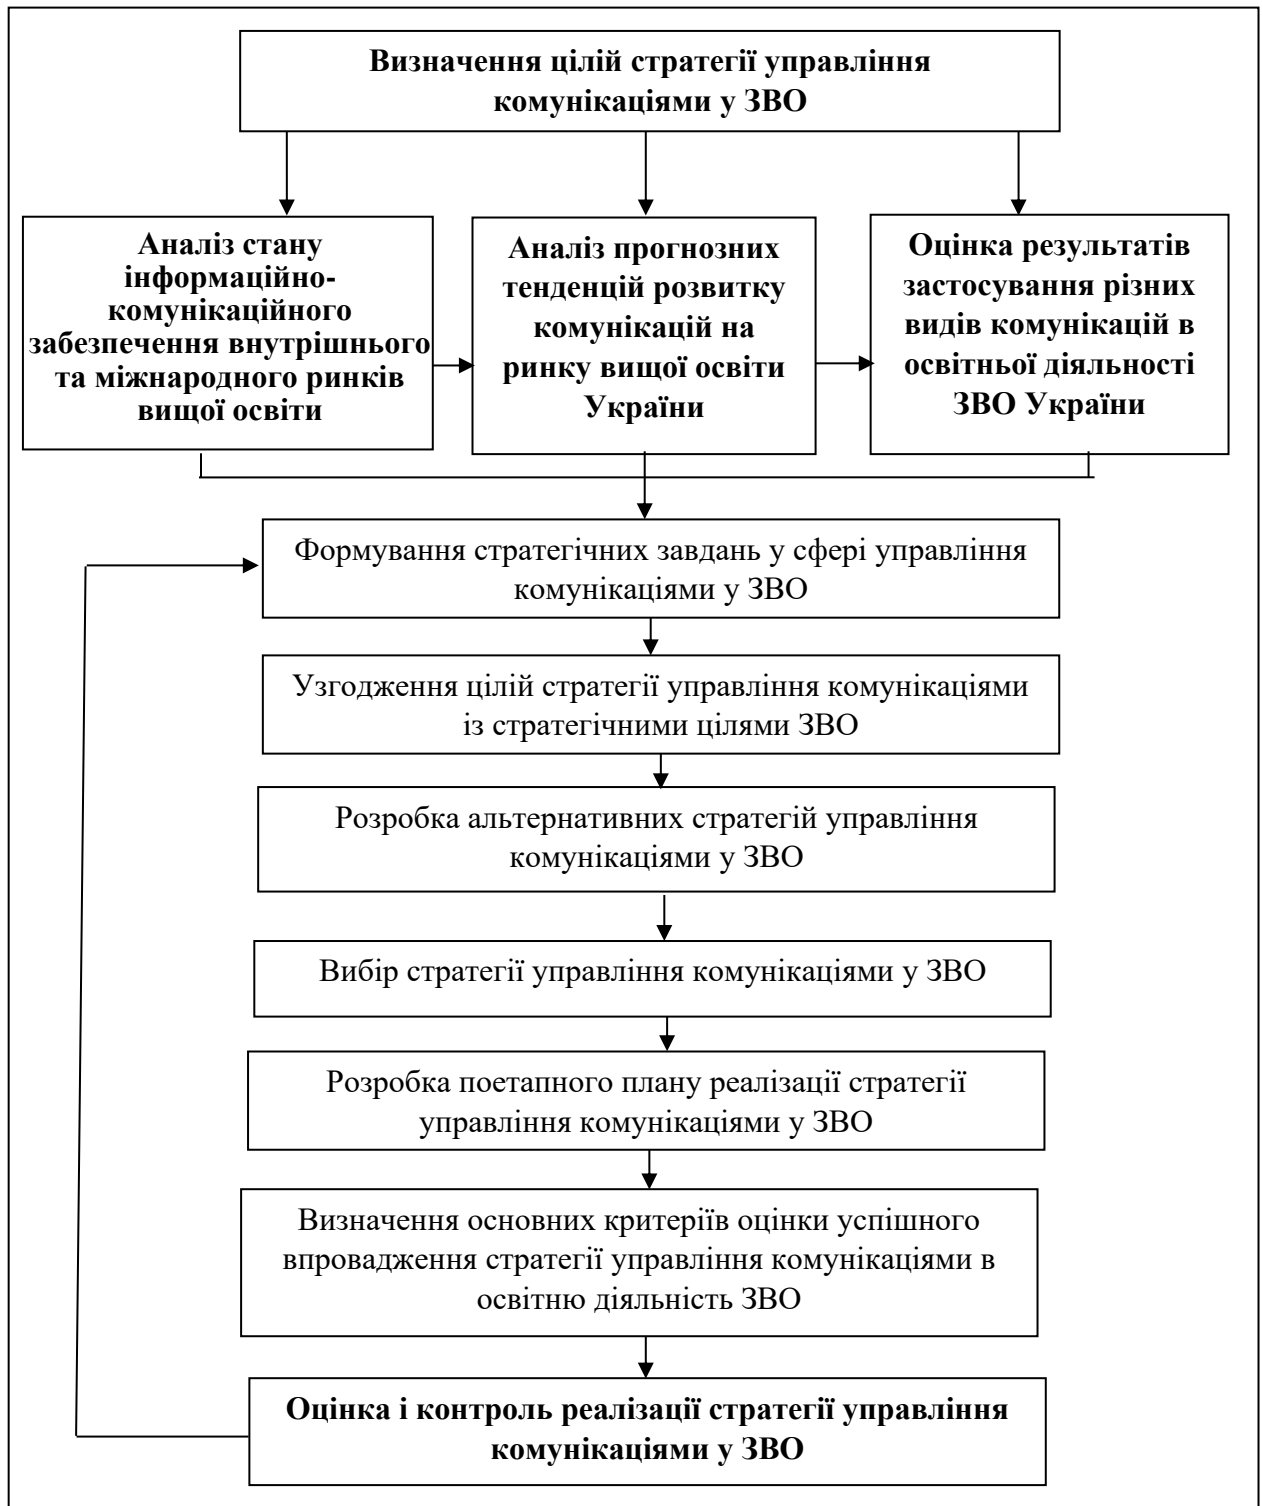 Визначення цілій стратегії управління
комунікаціями у ЗВО
Аналіз стану
інформаційно-
комунікаційного
забезпечення внутрішнього
та міжнародного ринків
вищої освіти
Аналіз прогнозних
тенденцій розвитку
комунікацій на
ринку вищої освіти
України
Оцінка результатів
застосування різних
видів комунікацій в
освітньої діяльності
ЗВО України
Формування стратегічних завдань у сфері управління
комунікаціями у ЗВО
Узгодження цілій стратегії управління комунікаціями
із стратегічними цілями ЗВО
Розробка альтернативних стратегій управління
комунікаціями у ЗВО
Вибір стратегії управління комунікаціями у ЗВО
Розробка поетапного плану реалізації стратегії
управління комунікаціями у ЗВО
Визначення основних критеріїв оцінки успішного
впровадження стратегії управління комунікаціями в
освітню діяльність ЗВО
Оцінка і контроль реалізації стратегії управління
комунікаціями у ЗВО